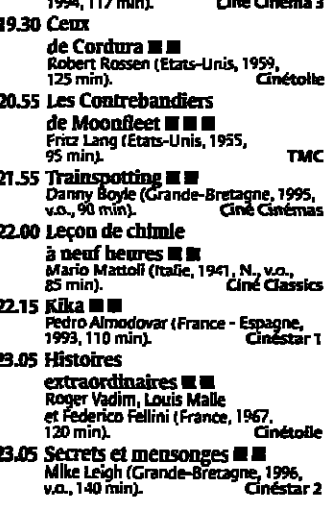 1994, 117 min). Ciné Cinéma 3
19.30 Ceux
de Cordura ■ ■
Robert Rossen (Etats-Unis, 1959,
125 min). Cinétoile
20.55 Les Contrebandiers
de Moonfleet ■ ■ ■
Fritz Lang (Etats-Unis, 1955,
95 min). TMC
21.55 Trainspotting ■ ■
Danny Boyle (Grande-Bretagne, 1995,
v.o., 90 min). Ciné Cinémas
22.00 Leçon de chimie
à neuf heures ■ ■
Mario Mattoli (Italie, 1941, N., v.o.,
85 min). Ciné Classics
22.15 Kika ■ ■
Pedro Almodovar (France - Espagne,
1993, 110 min). Cinéstar 1
23.05 Histoires
extraordinaires ■ ■
Roger Vadim, Louis Malle
et Federico Fellini (France, 1967,
120 min). Cinétoile
23.05 Secrets et mensonges ■ ■
Mike Leigh (Grande-Bretagne, 1996,
v.o., 140 min). Cinéstar 2